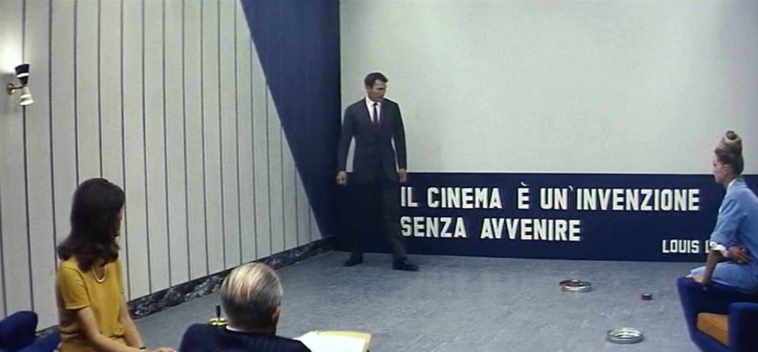 IL CINEMA È UN'INVENZIONE
SENZA AVVENIRE
LOUIS